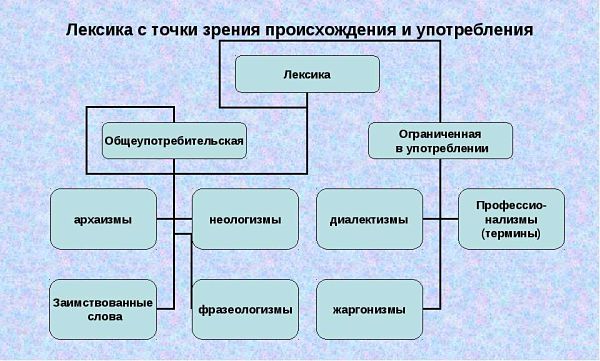 Лексика с точки зрения происхождения и употребления
Лексика
Общеупотребительская
Ограниченная
в употреблении
архаизмы
неологизмы
диалектизмы
Профессио-
нализмы
(термины)
Заимствованные
слова
фразеологизмы
жаргонизмы